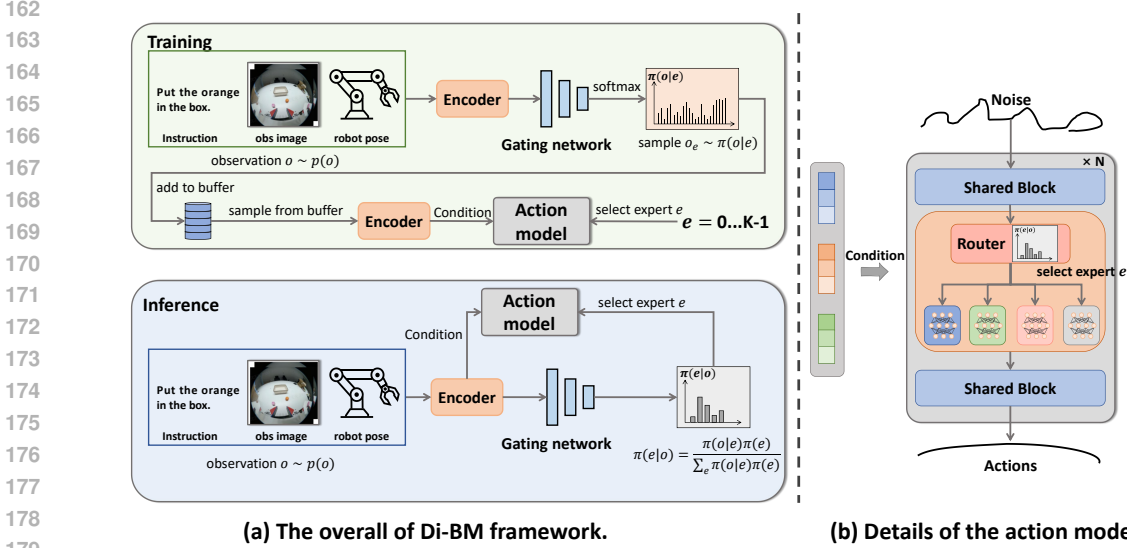 162
163
164
165
166
167
168
169
170
171
172
173
174
175
176
177
178
179
Training
Put the orange
in the box.
Instruction
obs image
robot pose
observation o ~ p(o)
Encoder
Gating network
softmax
π(o|e)
sample oₑ ~ π(o|e)
add to buffer
sample from buffer
Encoder
Condition
Action
model
select expert e
e = 0...K-1
Inference
Put the orange
in the box.
Instruction
obs image
robot pose
observation o ~ p(o)
Condition
Encoder
Action
model
select expert e
Gating network
π(e|o)
π(e|o) = π(o|e)π(e) / ∑ₑ π(o|e)π(e)
(a) The overall of Di-BM framework.
Noise
× N
Shared Block
Condition
Router
π(e|o)
select expert e
Shared Block
Actions
(b) Details of the action mode